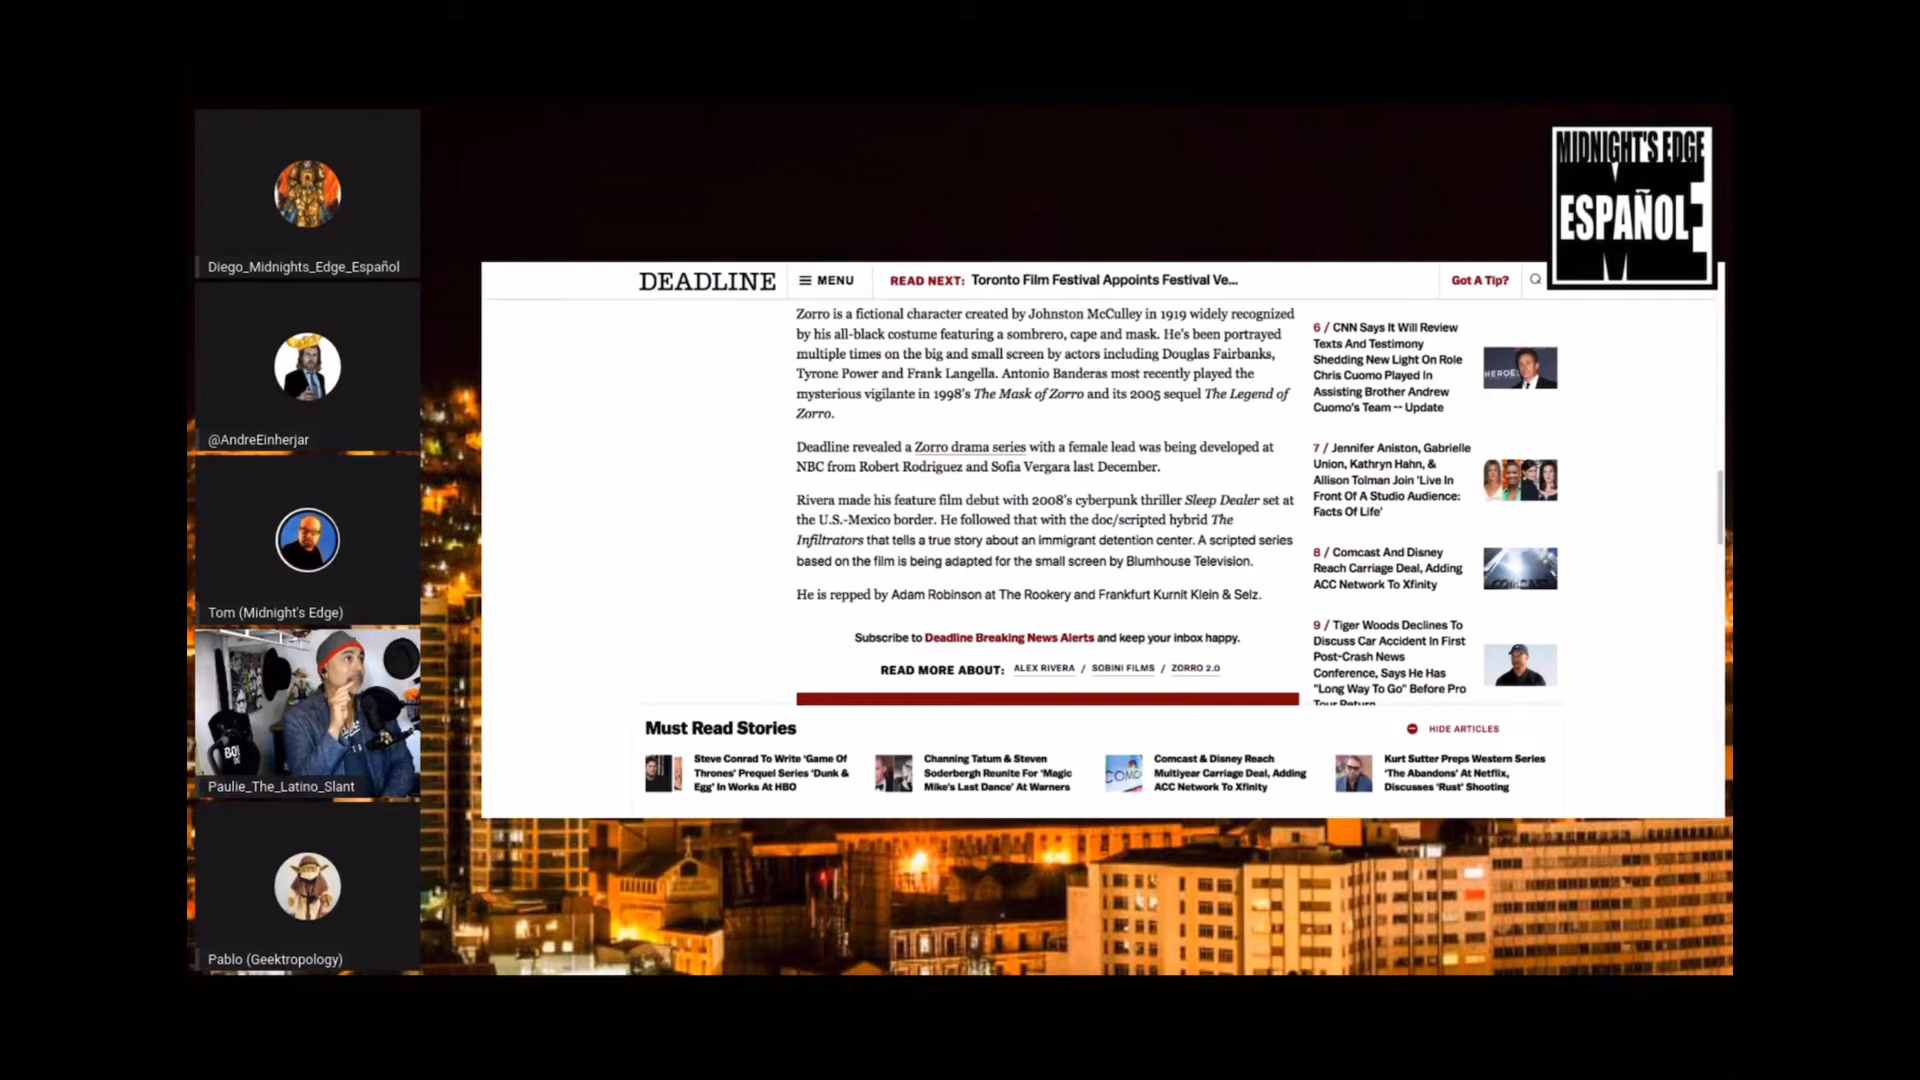 Diego_Midnights_Edge_Español
@AndreEinherjar
Tom (Midnight's Edge)
BO!
Paulie_The_Latino_Slant
Pablo (Geektropology)
MIDNIGHT'S EDGE
ESPAÑOL
DEADLINE
MENU
READ NEXT: Toronto Film Festival Appoints Festival Ve...
Got A Tip?
Zorro is a fictional character created by Johnston McCulley in 1919 widely recognized
by his all-black costume featuring a sombrero, cape and mask. He's been portrayed
multiple times on the big and small screen by actors including Douglas Fairbanks,
Tyrone Power and Frank Langella. Antonio Banderas most recently played the
mysterious vigilante in 1998's The Mask of Zorro and its 2005 sequel The Legend of
Zorro.
Deadline revealed a Zorro drama series with a female lead was being developed at
NBC from Robert Rodriguez and Sofia Vergara last December.
Rivera made his feature film debut with 2008's cyberpunk thriller Sleep Dealer set at
the U.S.-Mexico border. He followed that with the doc/scripted hybrid The
Infiltrators that tells a true story about an immigrant detention center. A scripted series
based on the film is being adapted for the small screen by Blumhouse Television.
He is repped by Adam Robinson at The Rookery and Frankfurt Kurnit Klein & Selz.
Subscribe to Deadline Breaking News Alerts and keep your inbox happy.
READ MORE ABOUT: ALEX RIVERA / SOBINI FILMS / ZORRO 2.0
6 / CNN Says It Will Review
Texts And Testimony
Shedding New Light On Role
Chris Cuomo Played In
Assisting Brother Andrew
Cuomo's Team -- Update
HEROES
7 / Jennifer Aniston, Gabrielle
Union, Kathryn Hahn, &
Allison Tolman Join 'Live In
Front Of A Studio Audience:
Facts Of Life'
8 / Comcast And Disney
Reach Carriage Deal, Adding
ACC Network To Xfinity
COMCAST
9 / Tiger Woods Declines To
Discuss Car Accident In First
Post-Crash News
Conference, Says He Has
"Long Way To Go" Before Pro
Tour Return
Must Read Stories
HIDE ARTICLES
Steve Conrad To Write 'Game Of
Thrones' Prequel Series 'Dunk &
Egg' In Works At HBO
Channing Tatum & Steven
Soderbergh Reunite For 'Magic
Mike's Last Dance' At Warners
COMC
Comcast & Disney Reach
Multiyear Carriage Deal, Adding
ACC Network To Xfinity
Kurt Sutter Preps Western Series
'The Abandons' At Netflix,
Discusses 'Rust' Shooting